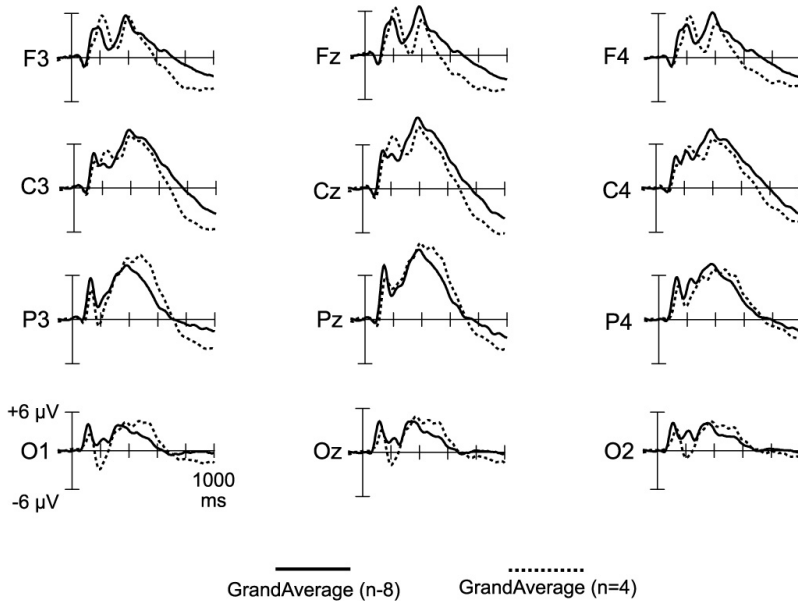 F3 Fz F4
C3 Cz C4
P3 Pz P4
+6 µV
O1 Oz O2
-6 µV
1000
ms
GrandAverage (n-8) GrandAverage (n=4)